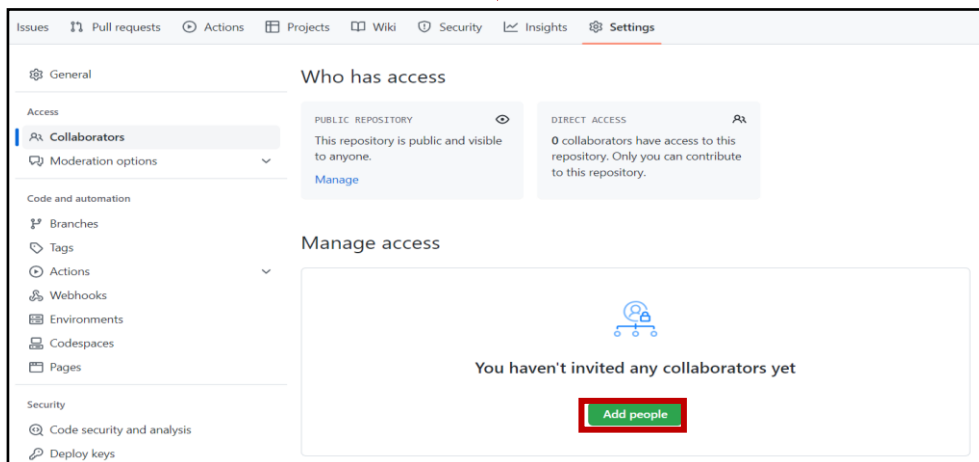 Issues Pull requests Actions Projects Wiki Security Insights Settings
General
Access
Collaborators
Moderation options
Code and automation
Branches
Tags
Actions
Webhooks
Environments
Codespaces
Pages
Security
Code security and analysis
Deploy keys
Who has access
PUBLIC REPOSITORY
This repository is public and visible
to anyone.
Manage
DIRECT ACCESS
0 collaborators have access to this
repository. Only you can contribute
to this repository.
Manage access
You haven't invited any collaborators yet
Add people